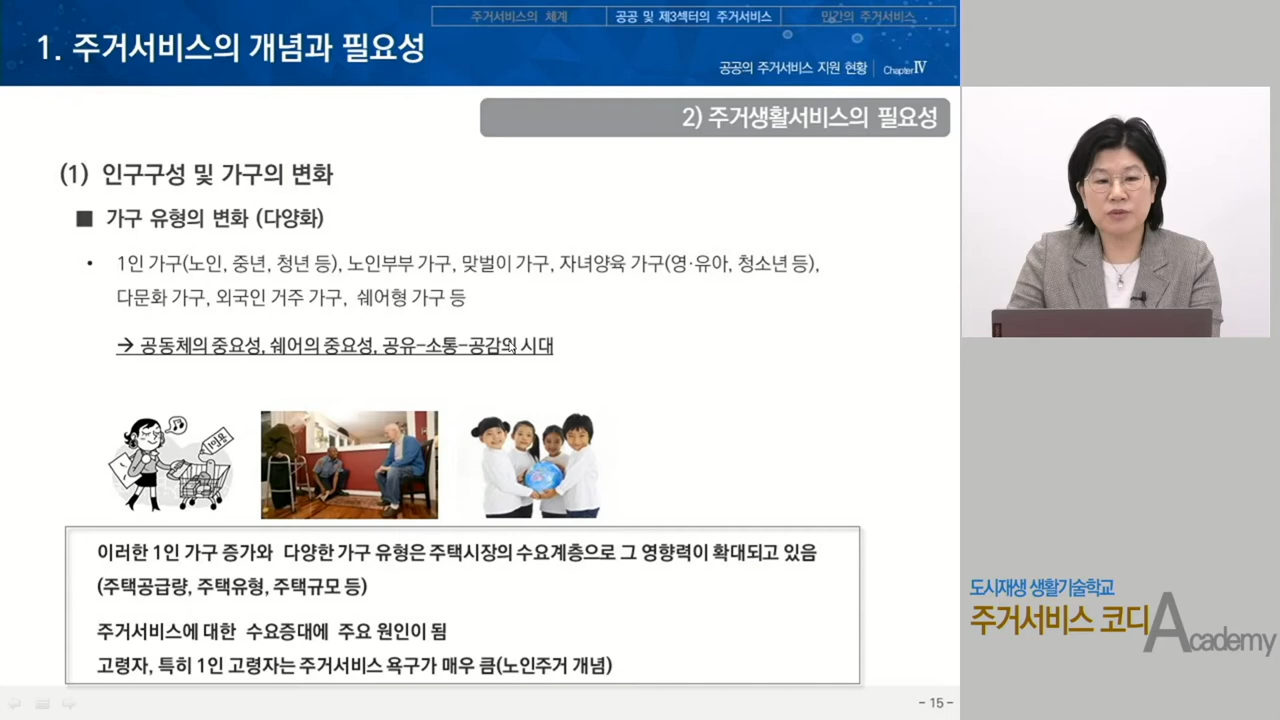 주거서비스의 체계
공공 및 제3섹터의 주거서비스
민간의 주거서비스
1. 주거서비스의 개념과 필요성
공공의 주거서비스 지원 현황
Chapter Ⅳ
2) 주거생활서비스의 필요성
(1) 인구구성 및 가구의 변화
■ 가구 유형의 변화 (다양화)
• 1인 가구(노인, 중년, 청년 등), 노인부부 가구, 맞벌이 가구, 자녀양육 가구(영·유아, 청소년 등),
다문화 가구, 외국인 거주 가구, 쉐어형 가구 등
→ 공동체의 중요성, 쉐어의 중요성, 공유-소통-공감의 시대
이러한 1인 가구 증가와 다양한 가구 유형은 주택시장의 수요계층으로 그 영향력이 확대되고 있음
(주택공급량, 주택유형, 주택규모 등)
주거서비스에 대한 수요증대에 주요 원인이 됨
고령자, 특히 1인 고령자는 주거서비스 욕구가 매우 큼(노인주거 개념)
- 15 -
도시재생 생활기술학교
주거서비스 코디
Academy